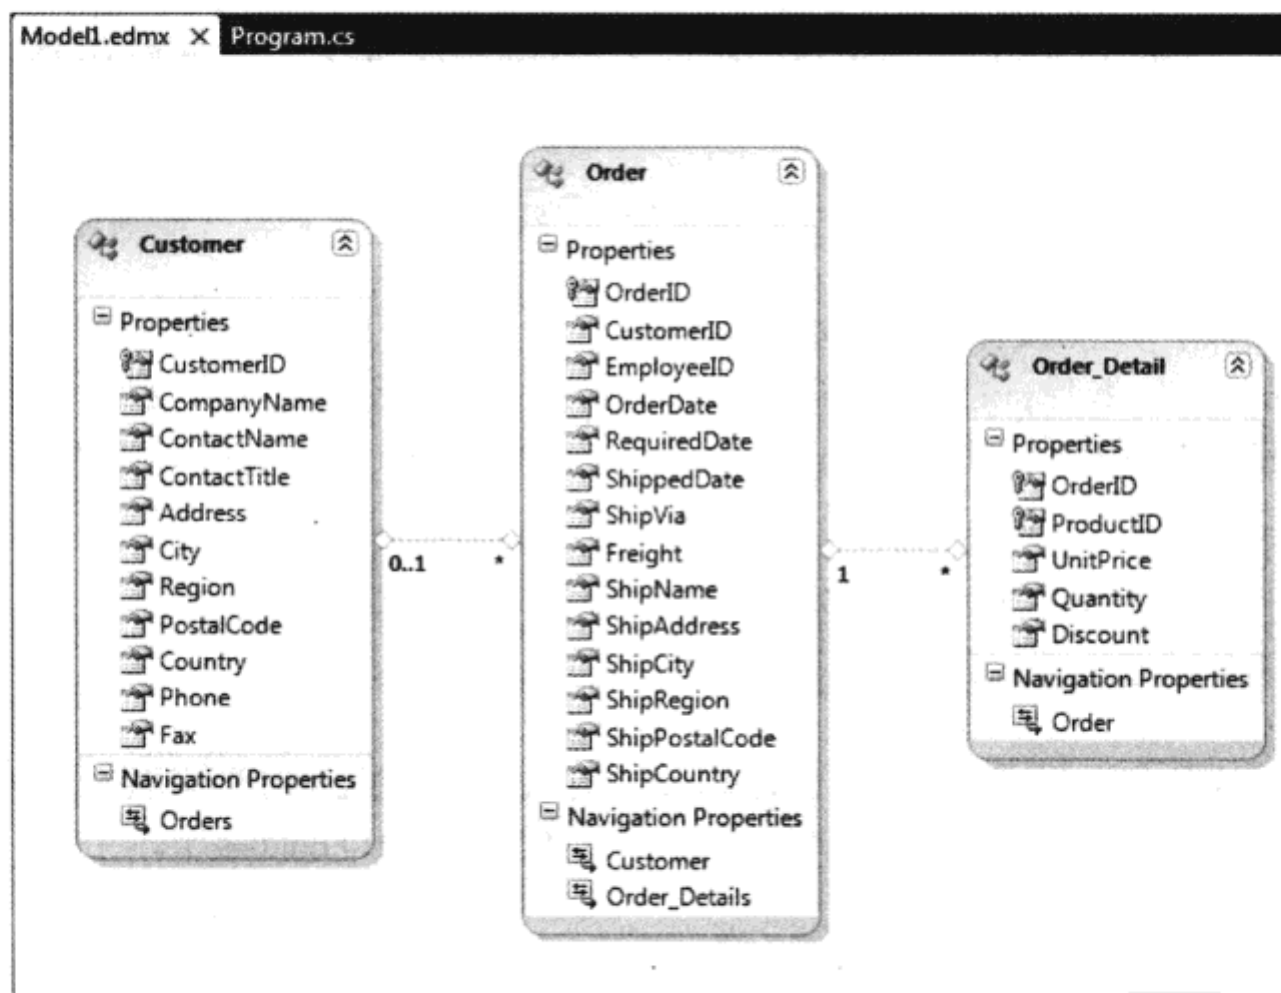 Model1.edmx Program.cs
Customer
Properties
CustomerID
CompanyName
ContactName
ContactTitle
Address
City
Region
PostalCode
Country
Phone
Fax
Navigation Properties
Orders
0..1 *
Order
Properties
OrderID
CustomerID
EmployeeID
OrderDate
RequiredDate
ShippedDate
ShipVia
Freight
ShipName
ShipAddress
ShipCity
ShipRegion
ShipPostalCode
ShipCountry
Navigation Properties
Customer
Order_Details
1 *
Order_Detail
Properties
OrderID
ProductID
UnitPrice
Quantity
Discount
Navigation Properties
Order